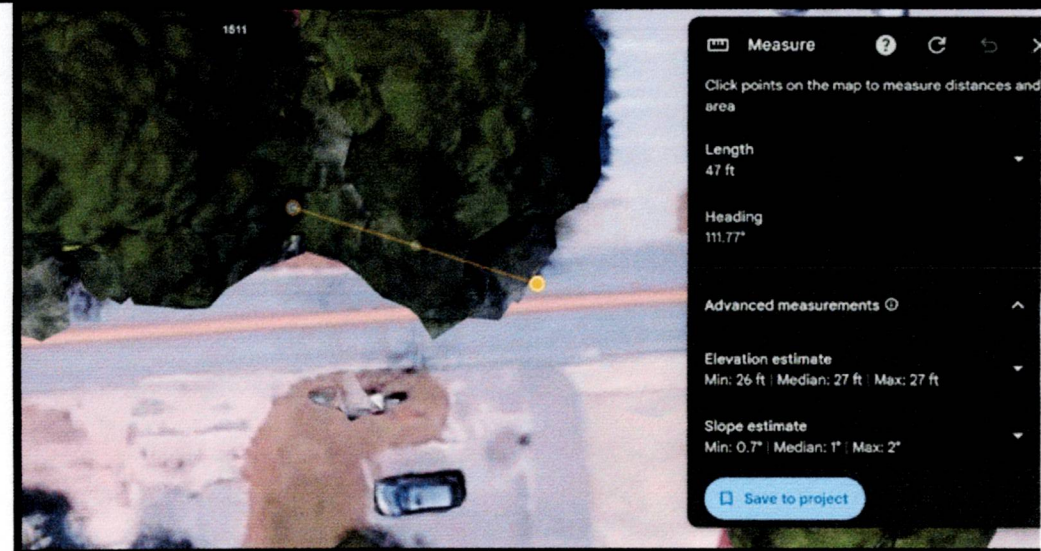 1511
Measure
Click points on the map to measure distances and
area
Length
47 ft
Heading
111.77°
Advanced measurements
Elevation estimate
Min: 26 ft | Median: 27 ft | Max: 27 ft
Slope estimate
Min: 0.7° | Median: 1° | Max: 2°
Save to project